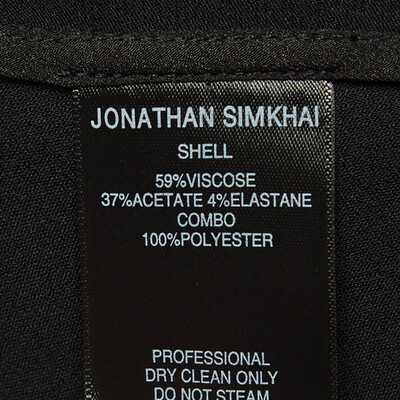 JONATHAN SIMKHAI
SHELL
59%VISCOSE
37%ACETATE 4%ELASTANE
COMBO
100%POLYESTER
PROFESSIONAL
DRY CLEAN ONLY
DO NOT STEAM